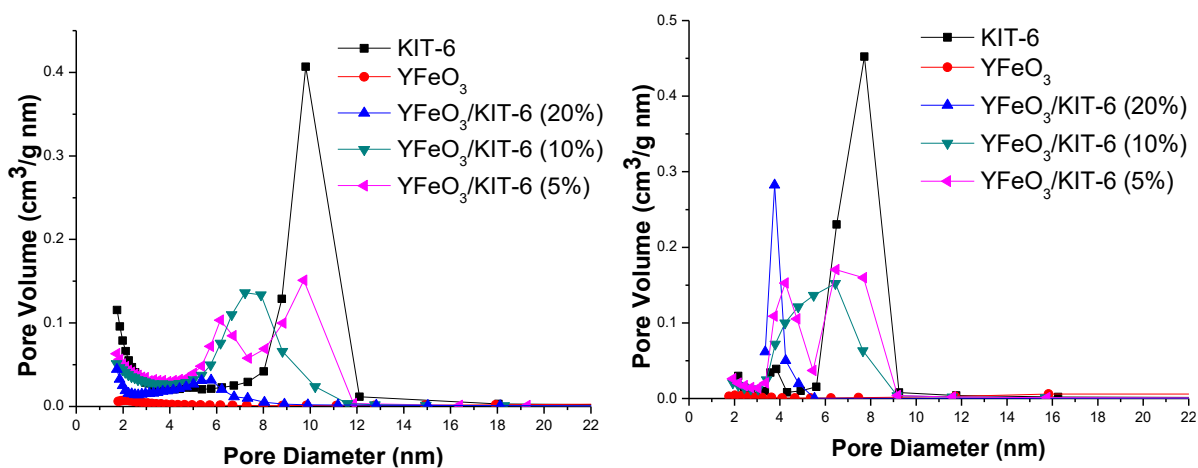 Pore Volume (cm³/g nm)
0.4
0.3
0.2
0.1
0.0
KIT-6
YFeO₃
YFeO₃/KIT-6 (20%)
YFeO₃/KIT-6 (10%)
YFeO₃/KIT-6 (5%)
0 2 4 6 8 10 12 14 16 18 20 22
Pore Diameter (nm)
Pore Volume (cm³/g nm)
0.5
0.4
0.3
0.2
0.1
0.0
KIT-6
YFeO₃
YFeO₃/KIT-6 (20%)
YFeO₃/KIT-6 (10%)
YFeO₃/KIT-6 (5%)
0 2 4 6 8 10 12 14 16 18 20 22
Pore Diameter (nm)